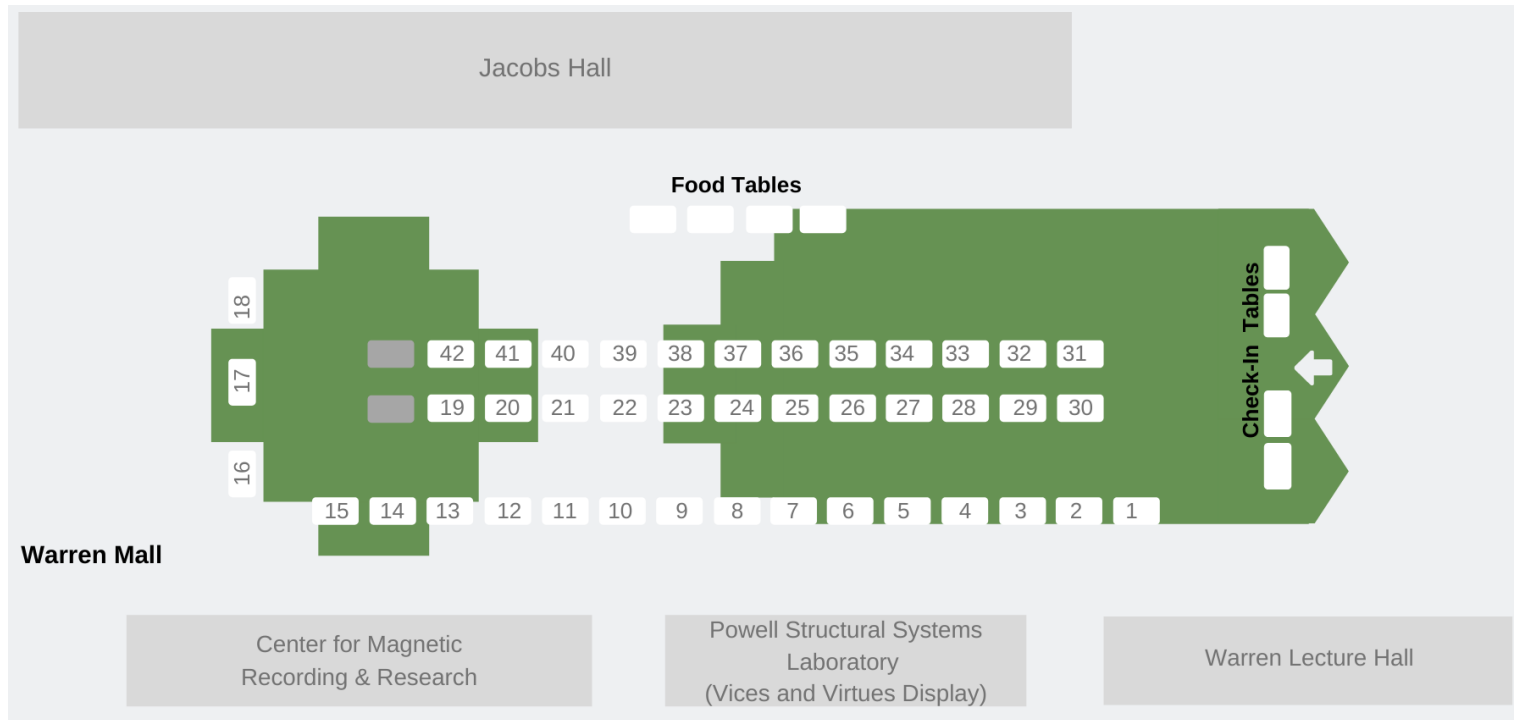 Jacobs Hall
Food Tables
18
17
16
42 41 40 39 38 37 36 35 34 33 32 31
19 20 21 22 23 24 25 26 27 28 29 30
15 14 13 12 11 10 9 8 7 6 5 4 3 2 1
Check-In Tables
Warren Mall
Center for Magnetic
Recording & Research
Powell Structural Systems
Laboratory
(Vices and Virtues Display)
Warren Lecture Hall